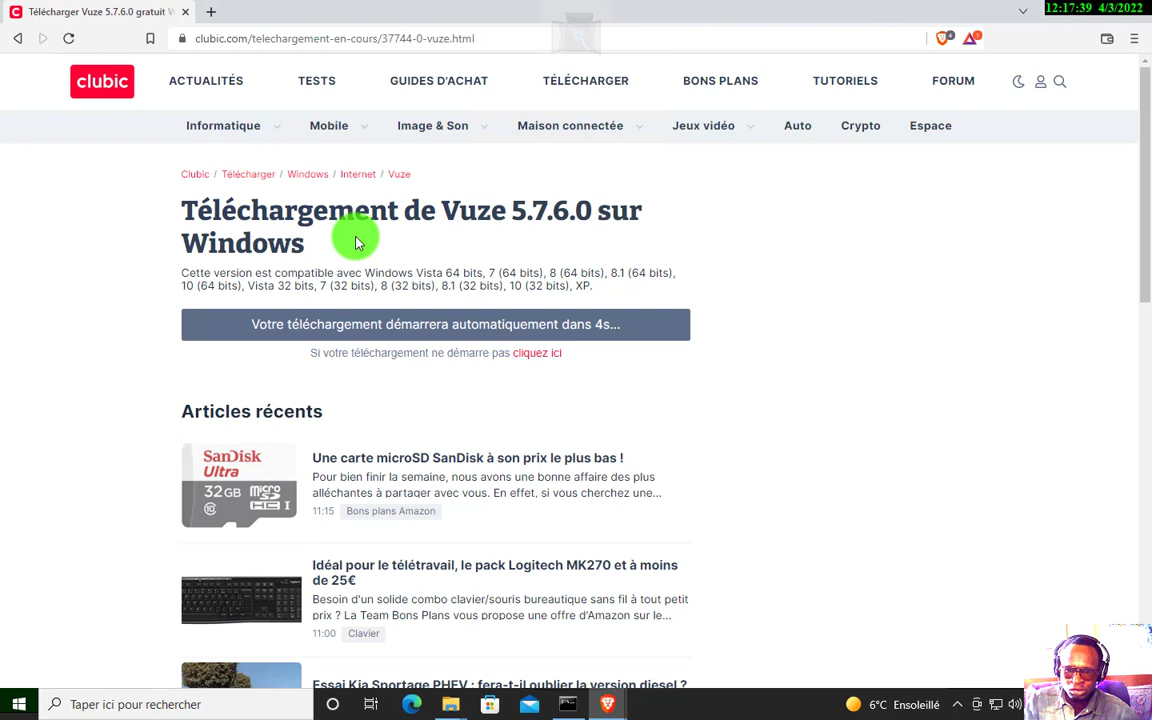 Télécharger Vuze 5.7.6.0 gratuit
12:17:39 4/3/2022
clubic.com/telechargement-en-cours/37744-0-vuze.html
clubic
ACTUALITÉS TESTS GUIDES D'ACHAT TÉLÉCHARGER BONS PLANS TUTORIELS FORUM
Informatique Mobile Image & Son Maison connectée Jeux vidéo Auto Crypto Espace
Clubic / Télécharger / Windows / Internet / Vuze
Téléchargement de Vuze 5.7.6.0 sur
Windows
Cette version est compatible avec Windows Vista 64 bits, 7 (64 bits), 8 (64 bits), 8.1 (64 bits),
10 (64 bits), Vista 32 bits, 7 (32 bits), 8 (32 bits), 8.1 (32 bits), 10 (32 bits), XP.
Votre téléchargement démarrera automatiquement dans 4s...
Si votre téléchargement ne démarre pas cliquez ici
Articles récents
SanDisk
Ultra
32GB micro SD HC I
Une carte microSD SanDisk à son prix le plus bas !
Pour bien finir la semaine, nous avons une bonne affaire des plus
alléchantes à partager avec vous. En effet, si vous cherchez une...
11:15 Bons plans Amazon
Idéal pour le télétravail, le pack Logitech MK270 et à moins
de 25€
Besoin d'un solide combo clavier/souris bureautique sans fil à tout petit
prix ? La Team Bons Plans vous propose une offre d'Amazon sur le...
11:00 Clavier
Essai Kia Sportage PHEV : fera-t-il oublier la version diesel ?
Taper ici pour rechercher
6°C Ensoleillé